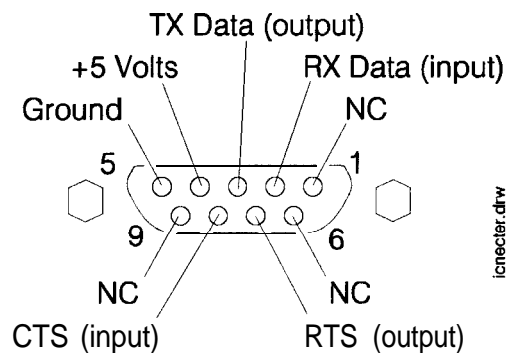 TX Data (output)
+5 Volts
RX Data (input)
Ground
NC
5
1
9
6
NC
NC
CTS (input)
RTS (output)
icnecter.drw